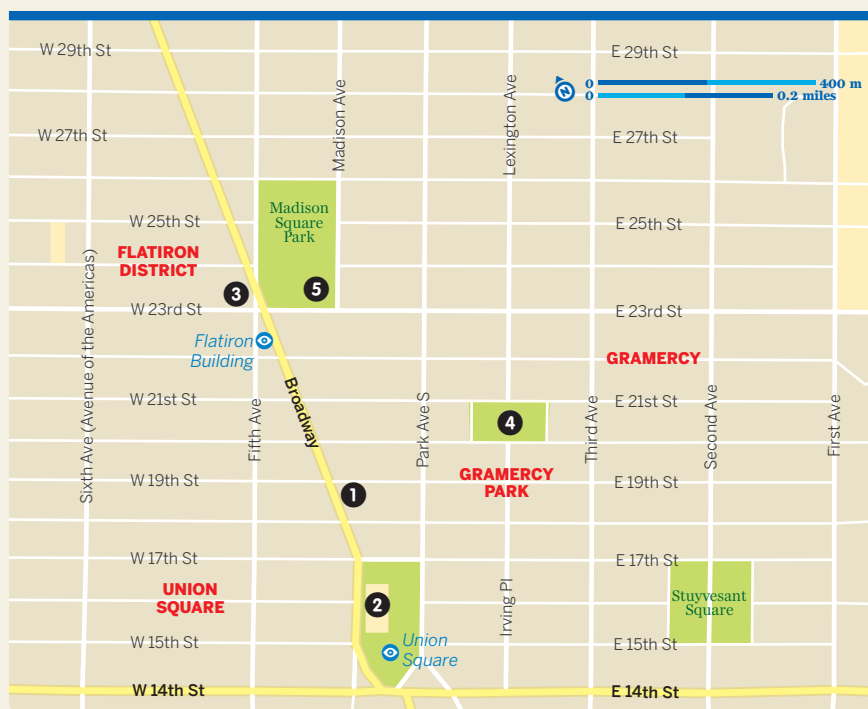 W 29th St
E 29th St
0
400 m
N
0
0.2 miles
W 27th St
E 27th St
Madison Ave
Lexington Ave
Madison
Square
Park
W 25th St
E 25th St
FLATIRON
DISTRICT
3
5
W 23rd St
E 23rd St
Flatiron
Building
GRAMERCY
Sixth Ave (Avenue of the Americas)
Fifth Ave
Broadway
Park Ave S
Third Ave
Second Ave
First Ave
W 21st St
E 21st St
4
W 19th St
GRAMERCY
PARK
E 19th St
1
W 17th St
E 17th St
UNION
SQUARE
2
Irving Pl
Stuyvesant
Square
W 15th St
Union
Square
E 15th St
W 14th St
E 14th St